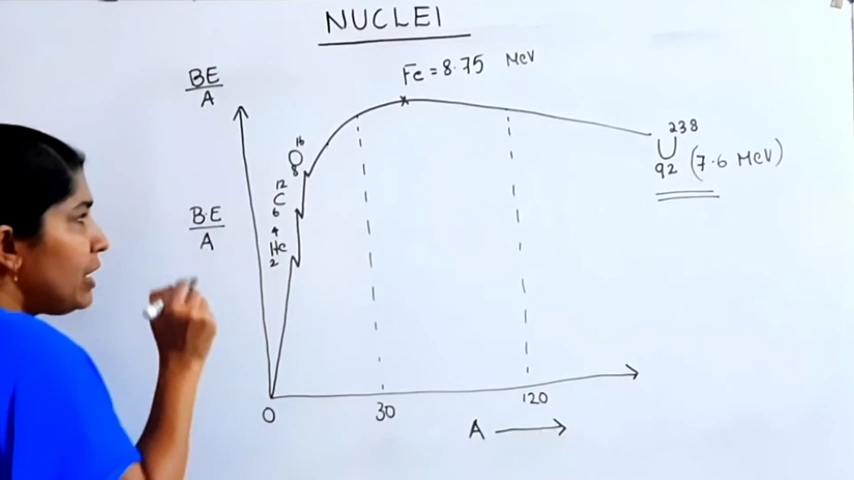 NUCLEI
BE
A
Fe = 8.75 MeV
16
O
8
12
C
6
4
He
2
B.E
A
238
U
92 (7.6 MeV)
0
30
120
A